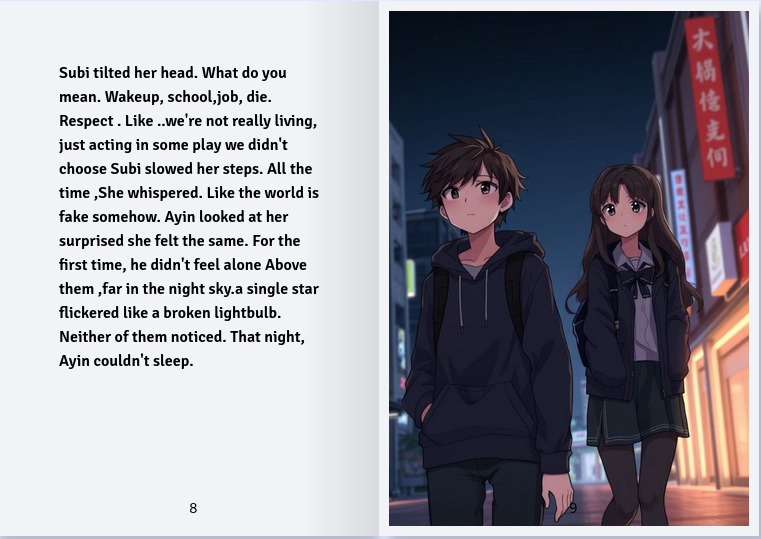 Subi tilted her head. What do you
mean. Wakeup, school,job, die.
Respect . Like ..we're not really living,
just acting in some play we didn't
choose Subi slowed her steps. All the
time ,She whispered. Like the world is
fake somehow. Ayin looked at her
surprised she felt the same. For the
first time, he didn't feel alone Above
them ,far in the night sky.a single star
flickered like a broken lightbulb.
Neither of them noticed. That night,
Ayin couldn't sleep.
8
9